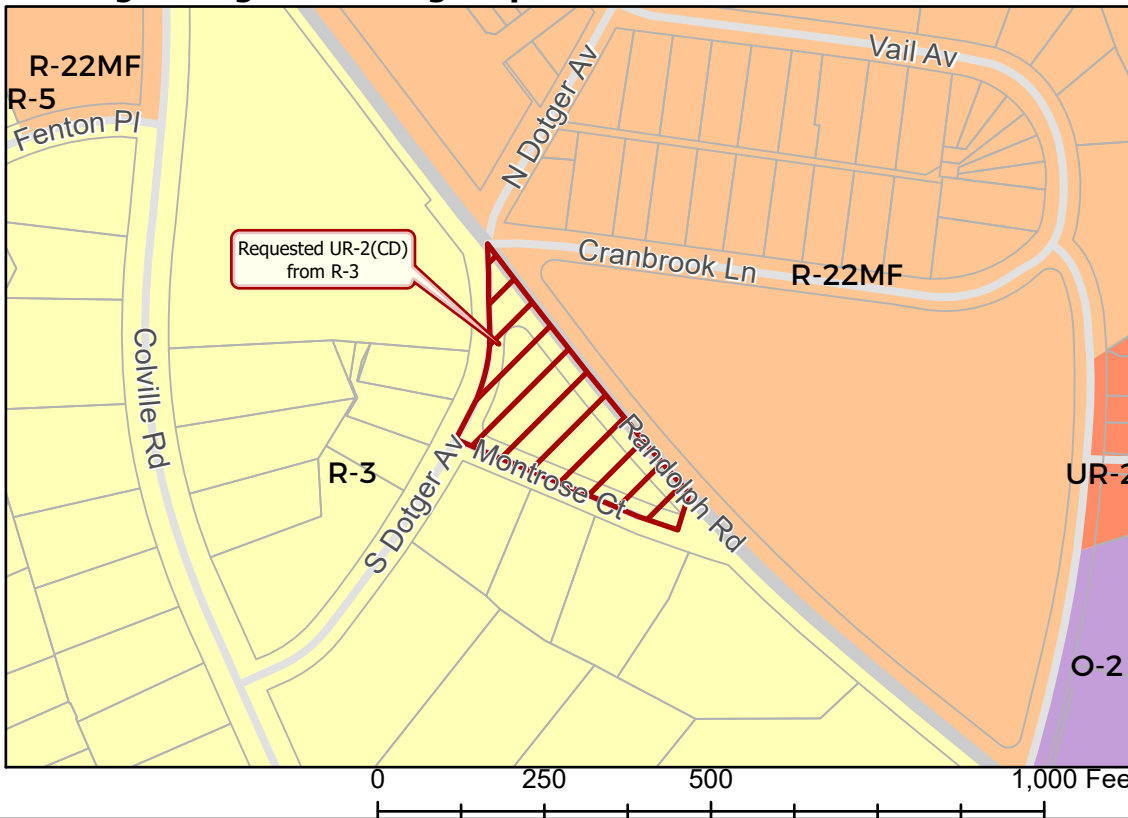 R-22MF
R-5
Fenton Pl
Vail Av
N Dotger Av
Requested UR-2(CD)
from R-3
Cranbrook Ln
R-22MF
Colville Rd
Randolph Rd
Montrose Ct
R-3
S Dotger Av
UR-2
O-2
0
250
500
1,000 Fee